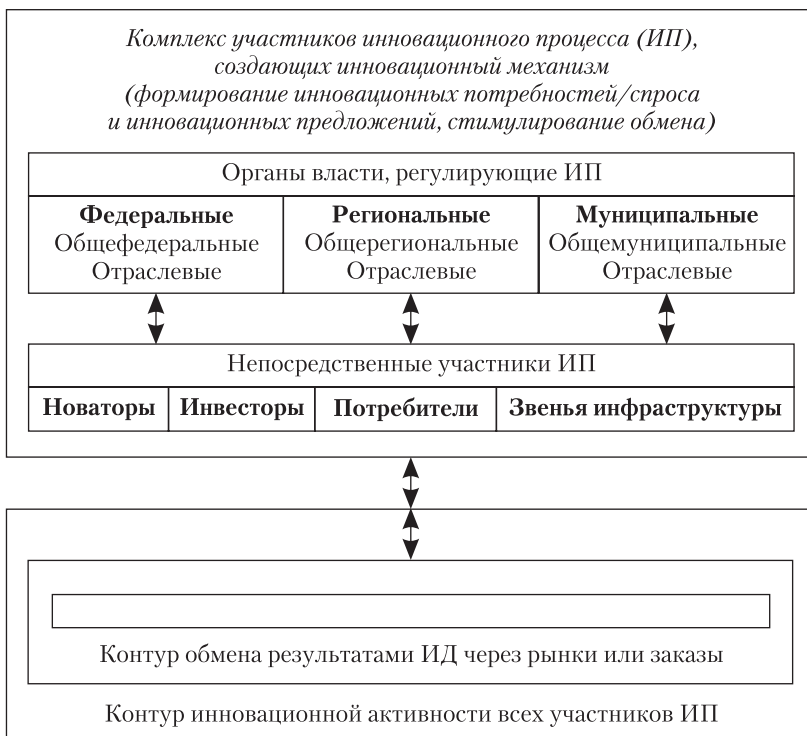 Комплекс участников инновационного процесса (ИП),
создающих инновационный механизм
(формирование инновационных потребностей/спроса
и инновационных предложений, стимулирование обмена)
Органы власти, регулирующие ИП
Федеральные
Общефедеральные
Отраслевые
Региональные
Общерегиональные
Отраслевые
Муниципальные
Общемуниципальные
Отраслевые
Непосредственные участники ИП
Новаторы
Инвесторы
Потребители
Звенья инфраструктуры
Контур обмена результатами ИД через рынки или заказы
Контур инновационной активности всех участников ИП